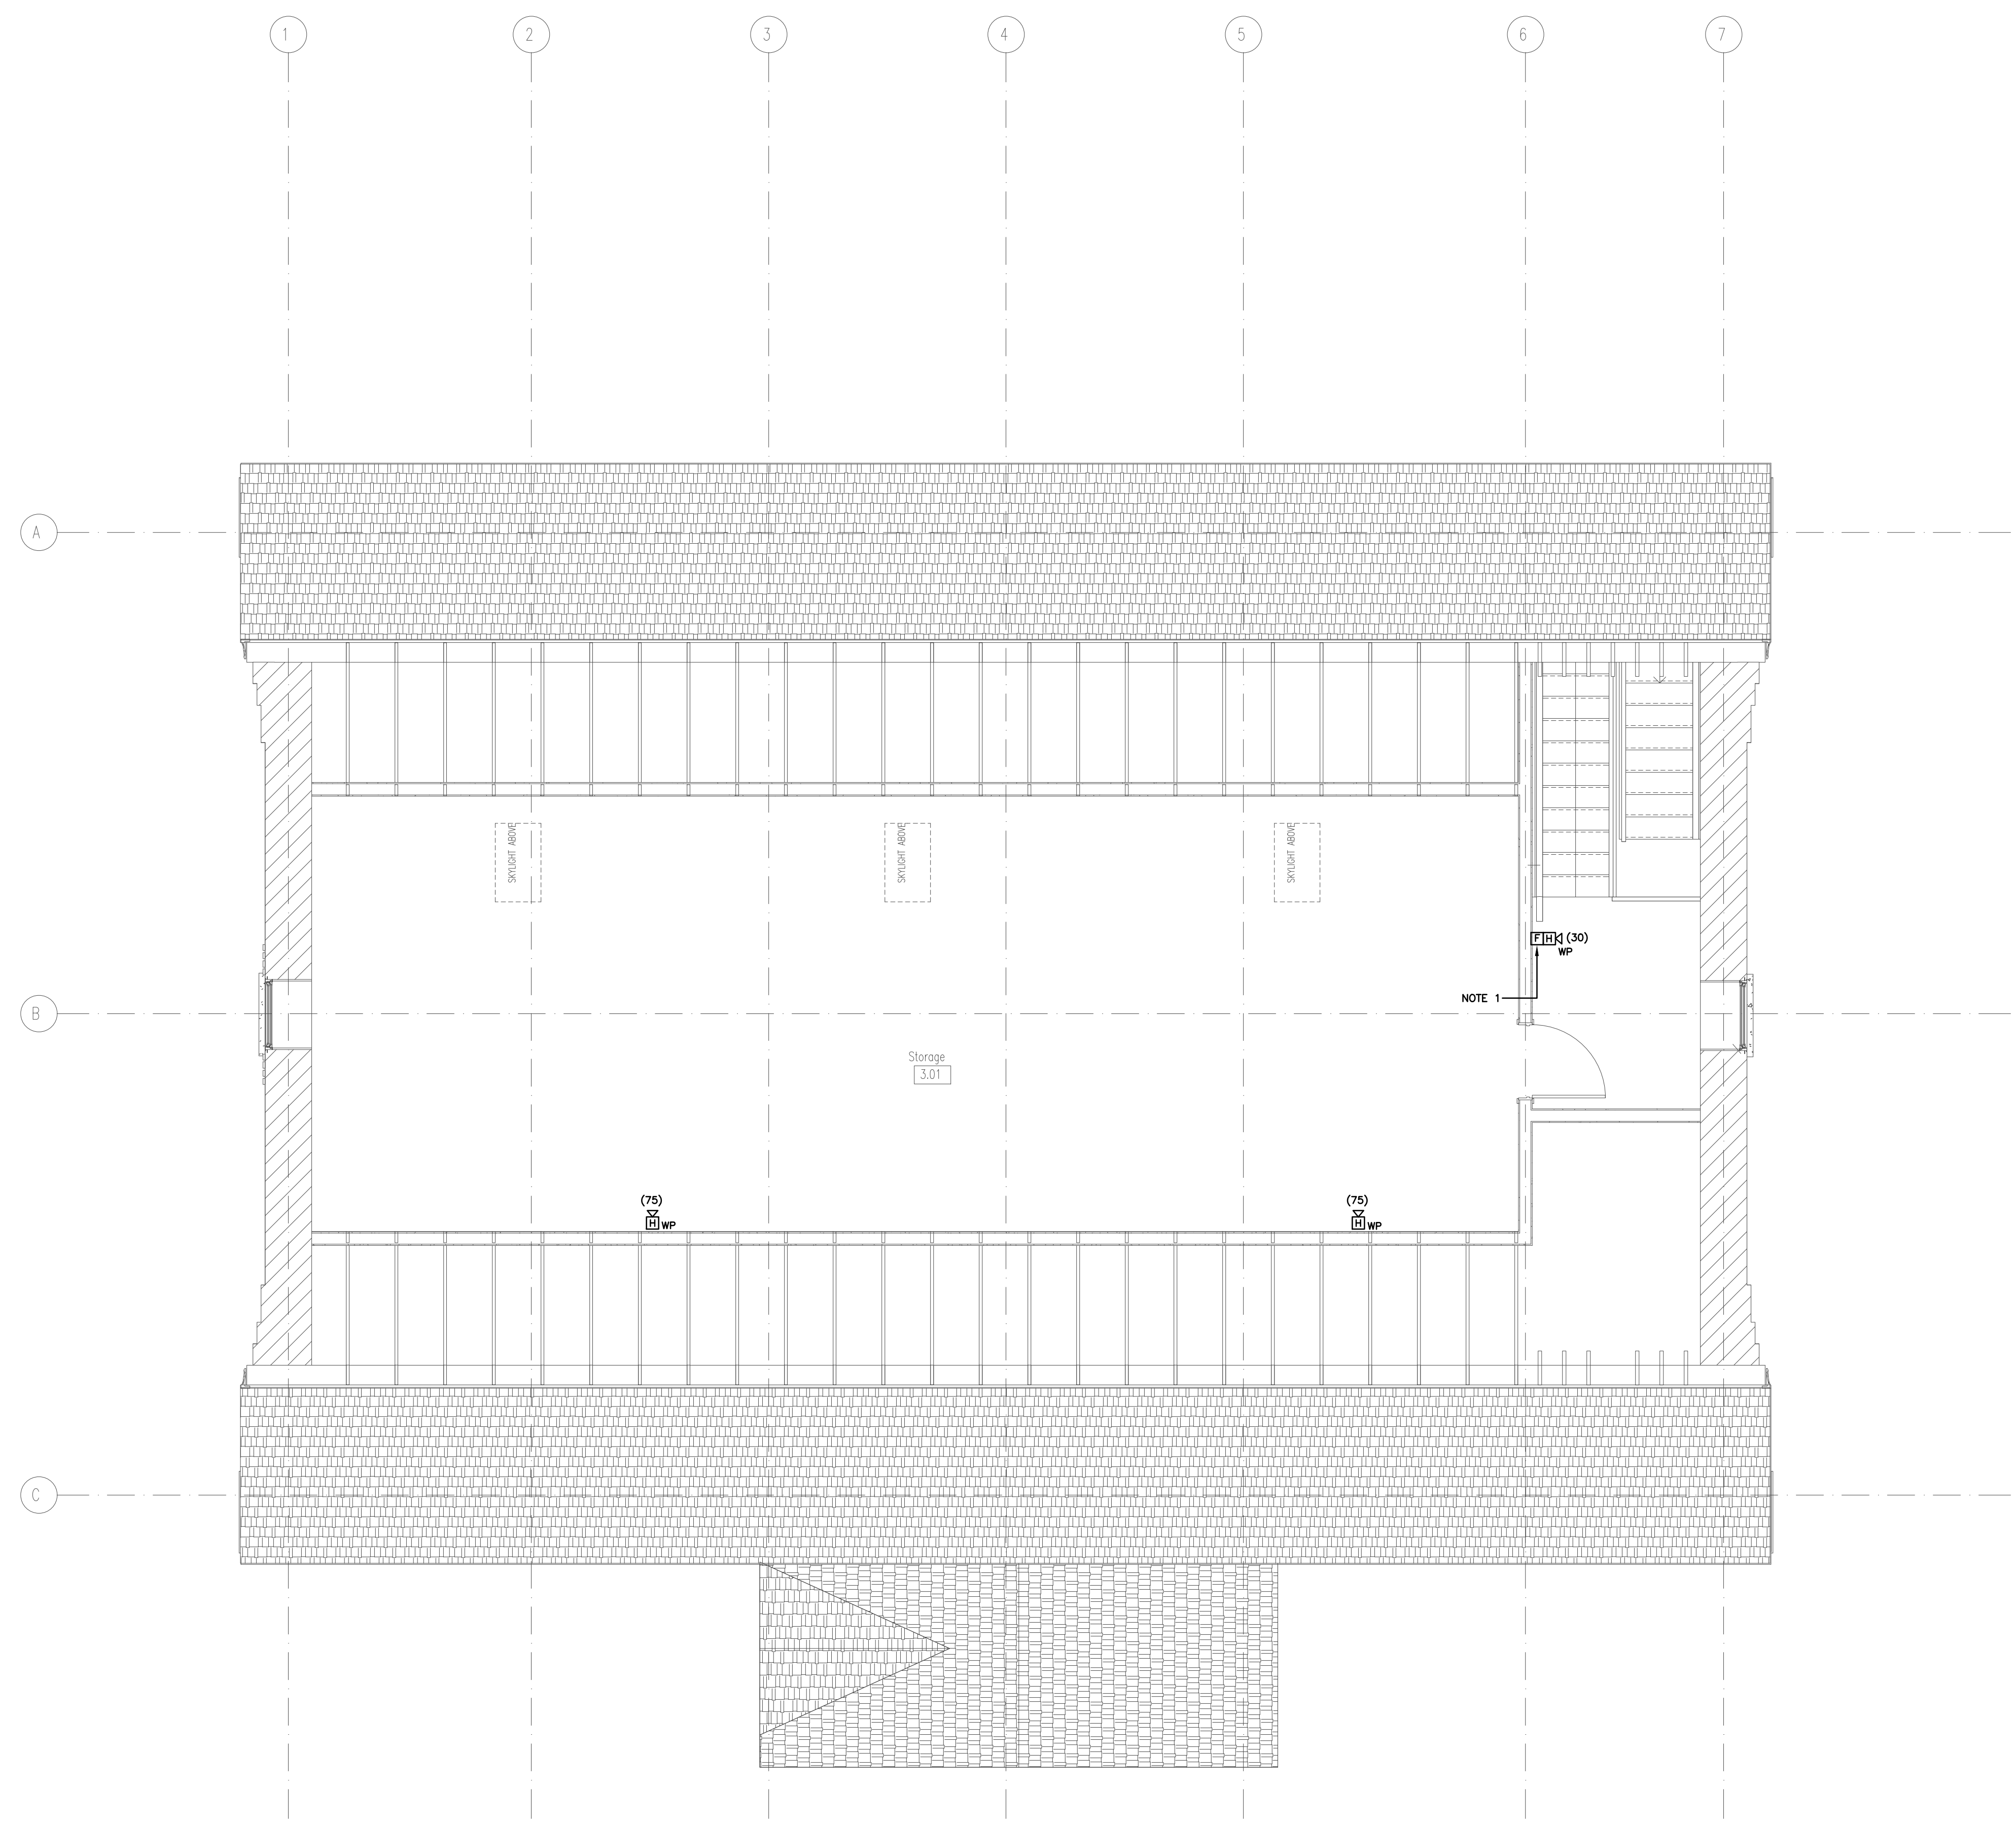 1 2 3 4 5 6 7
A
SKYLIGHT ABOVE SKYLIGHT ABOVE SKYLIGHT ABOVE
F H (30)
WP
NOTE 1
B
Storage
3.01
(75) (75)
H WP H WP
C